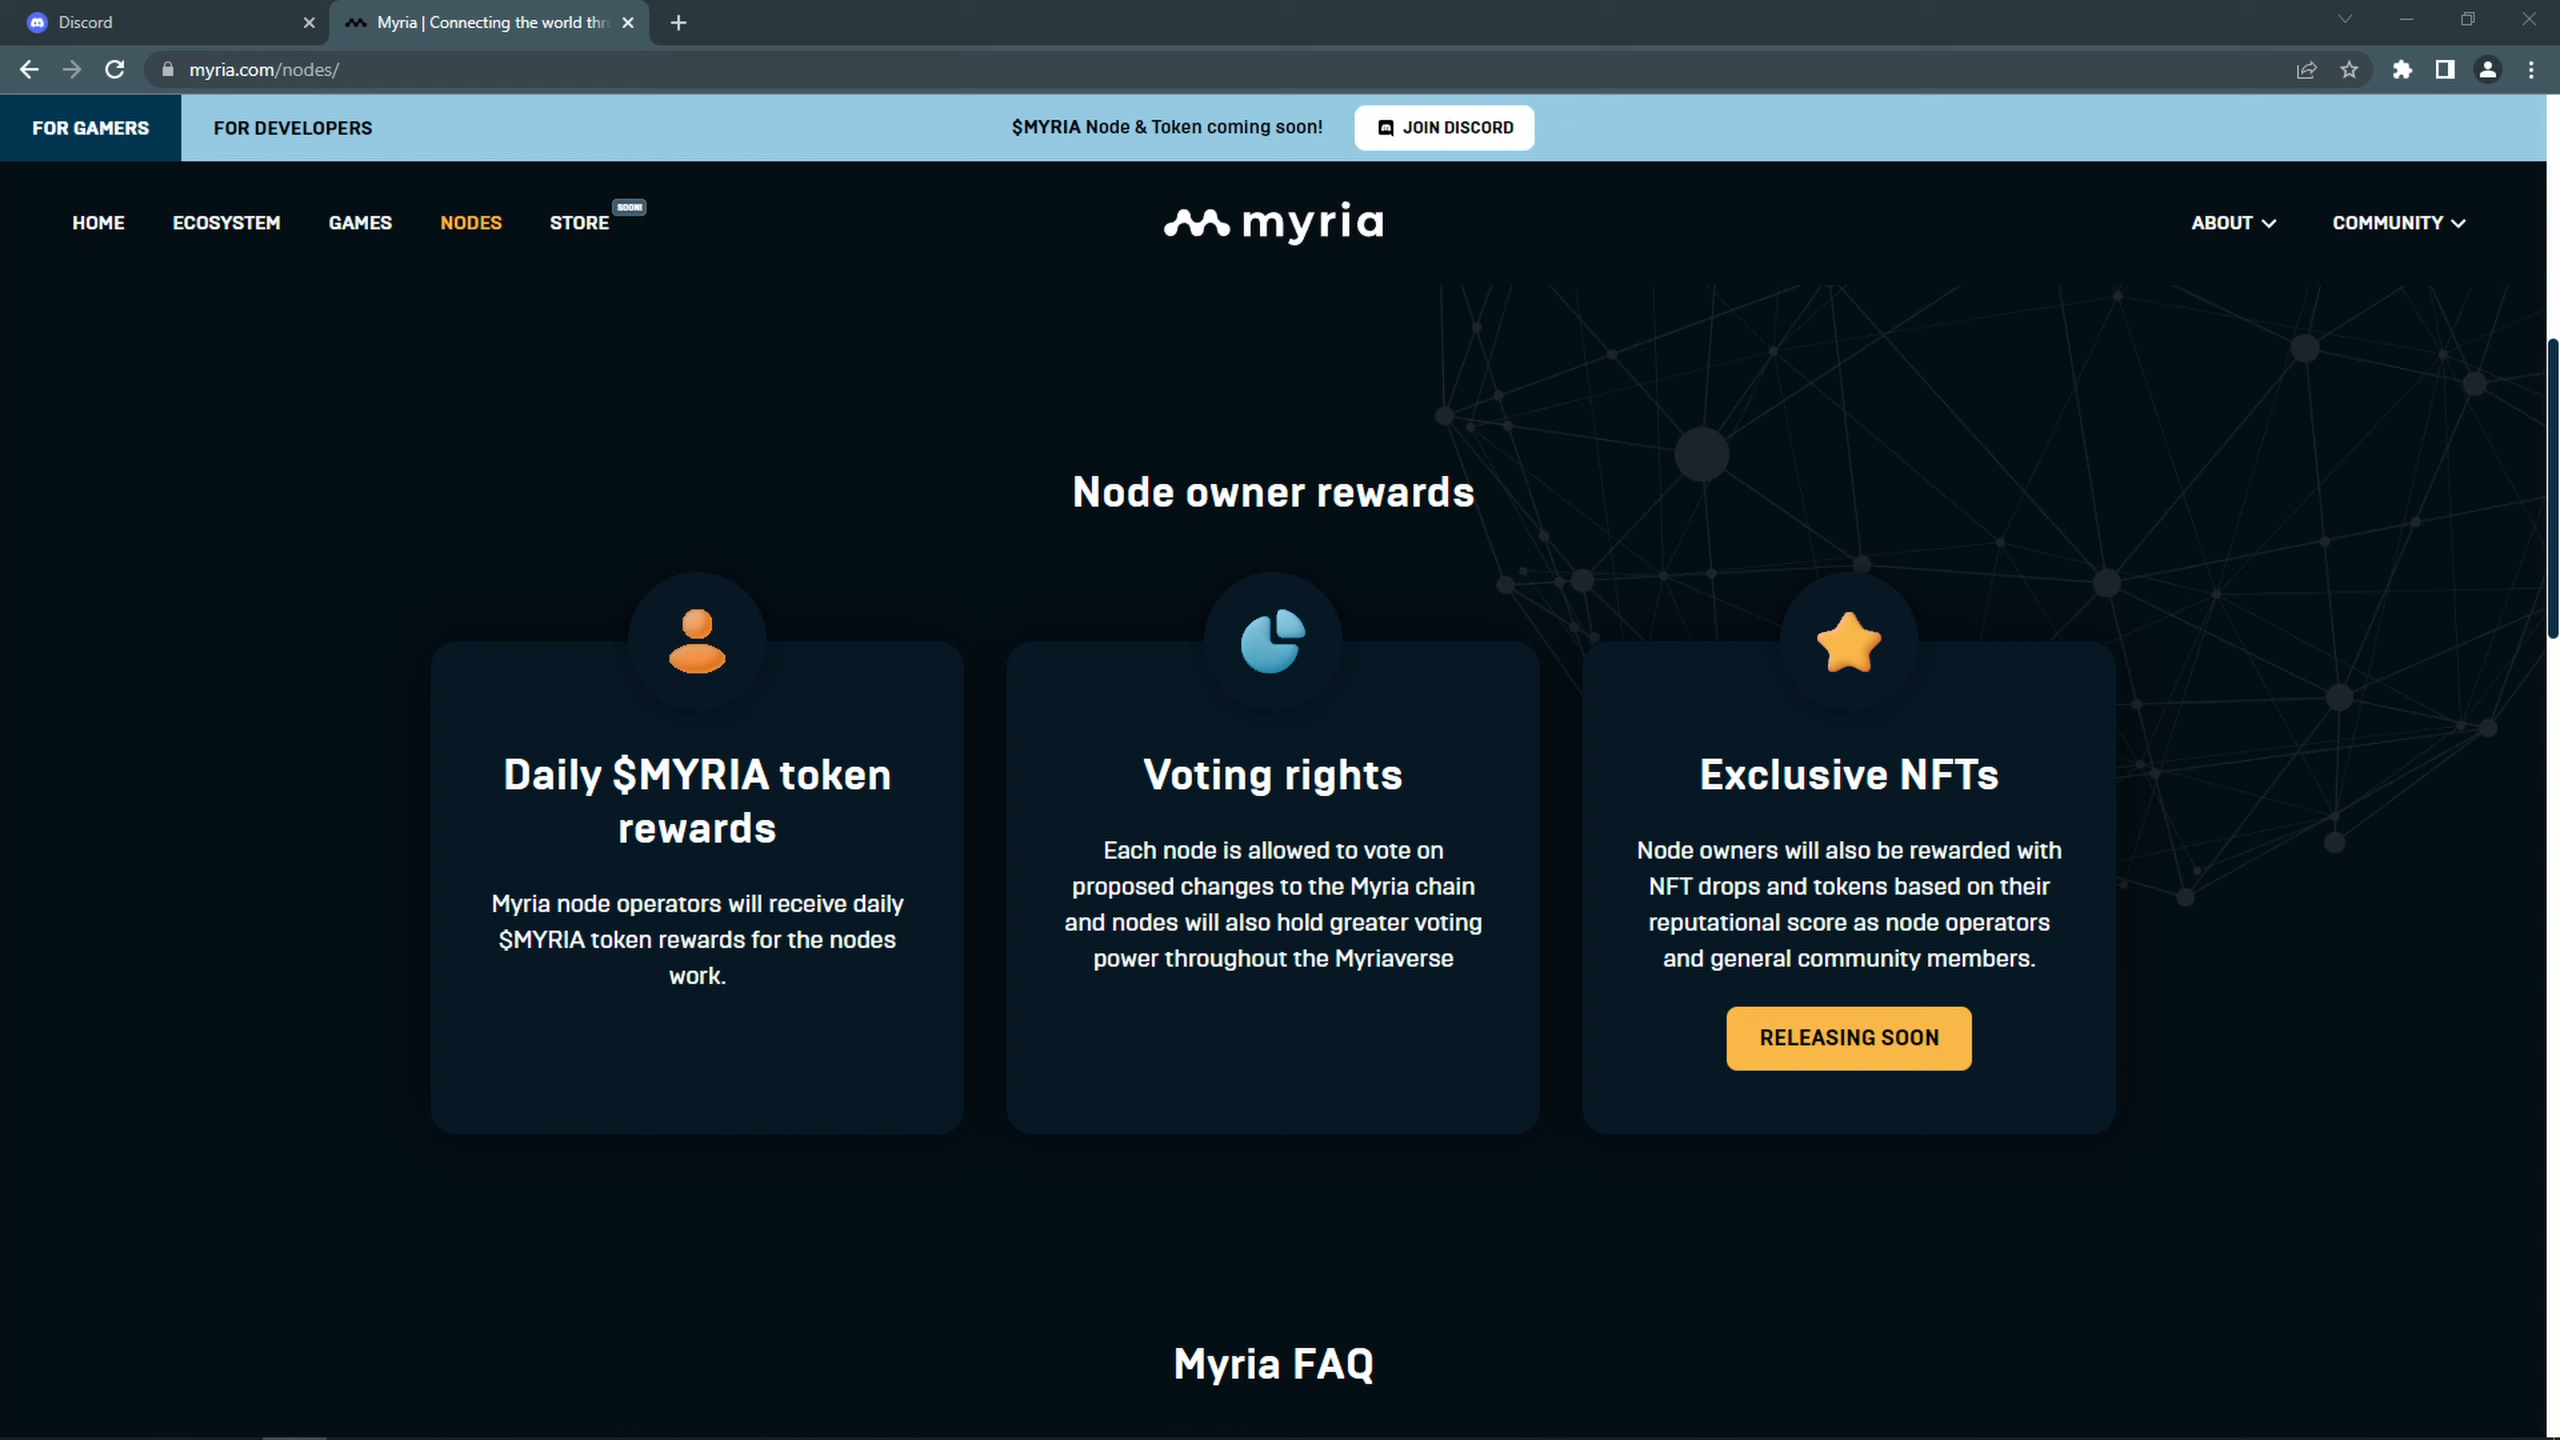 Discord
Myria | Connecting the world thr
myria.com/nodes/
FOR GAMERS
FOR DEVELOPERS
$MYRIA Node & Token coming soon!
JOIN DISCORD
HOME
ECOSYSTEM
GAMES
NODES
STORE
SOON!
myria
ABOUT
COMMUNITY
Node owner rewards
Daily $MYRIA token
rewards
Myria node operators will receive daily
$MYRIA token rewards for the nodes
work.
Voting rights
Each node is allowed to vote on
proposed changes to the Myria chain
and nodes will also hold greater voting
power throughout the Myriaverse
Exclusive NFTs
Node owners will also be rewarded with
NFT drops and tokens based on their
reputational score as node operators
and general community members.
RELEASING SOON
Myria FAQ